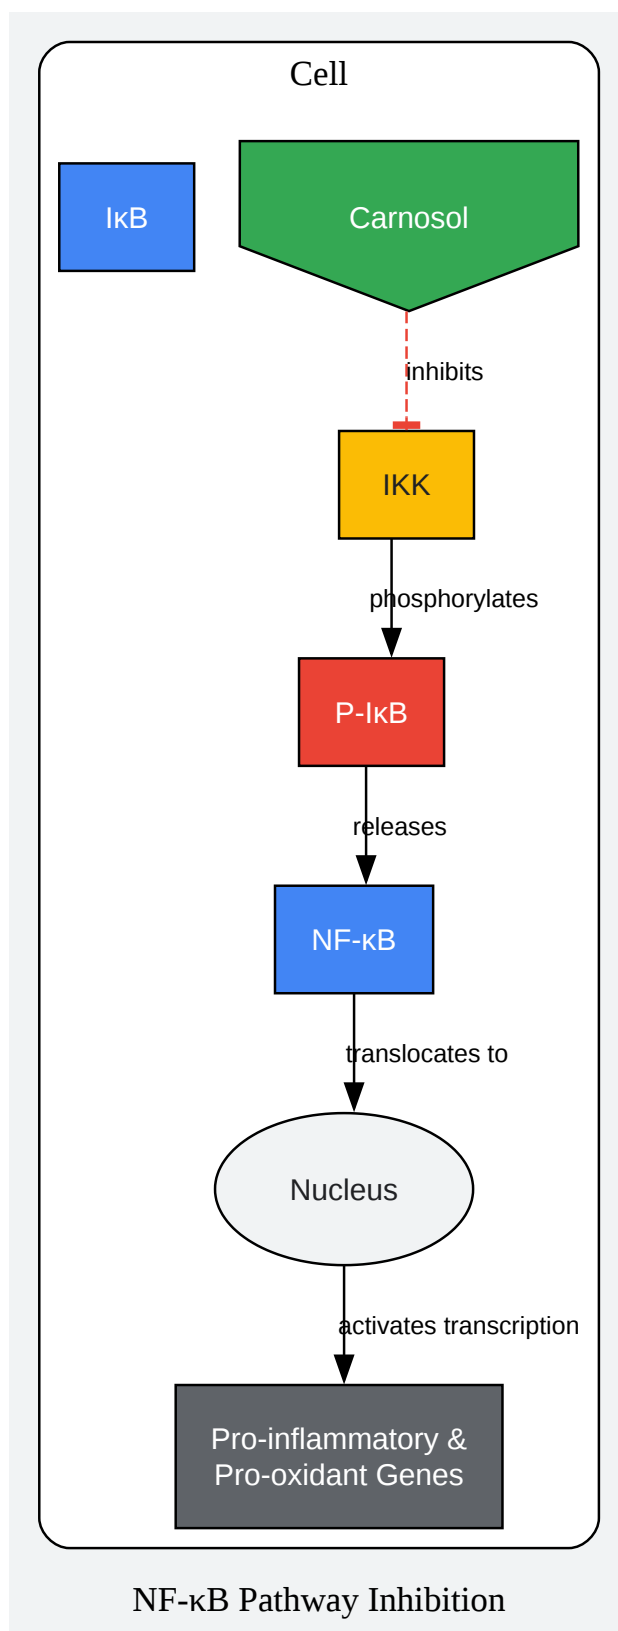 Cell
IκB
Carnosol
inhibits
IKK
phosphorylates
P-IκB
releases
NF-κB
translocates to
Nucleus
activates transcription
Pro-inflammatory &
Pro-oxidant Genes
NF-κB Pathway Inhibition